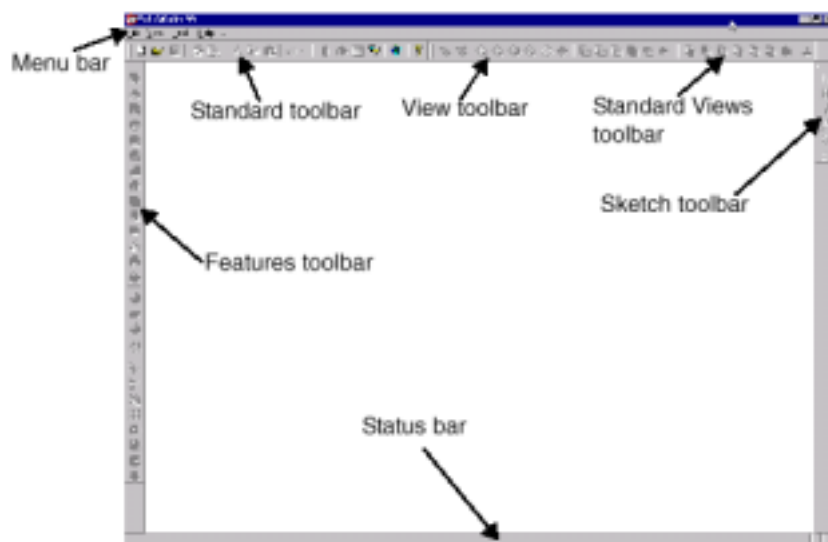 Menu bar
Standard toolbar
View toolbar
Standard Views
toolbar
Sketch toolbar
Features toolbar
Status bar